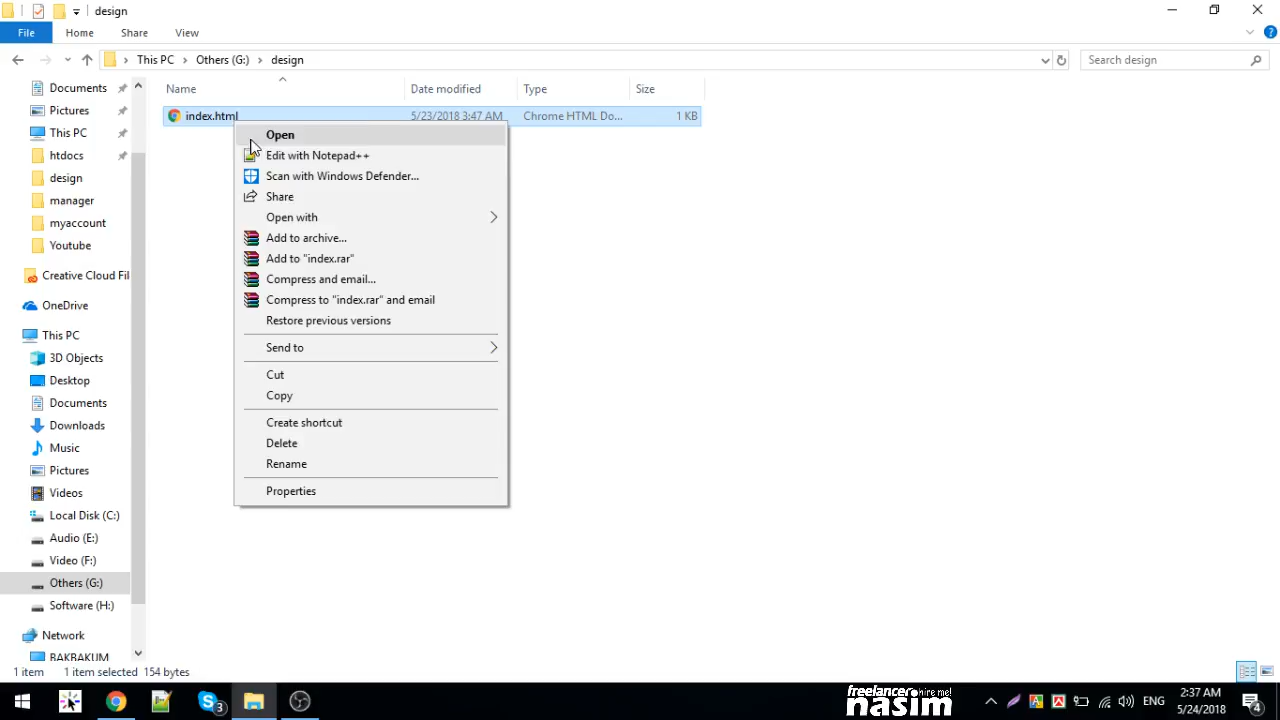 design
File
Home
Share
View
This PC
Others (G:)
design
Search design
Name
Date modified
Type
Size
index.html
5/23/2018 3:47 AM
Chrome HTML Do...
1 KB
Documents
Pictures
This PC
htdocs
design
manager
myaccount
Youtube
Creative Cloud Fil
OneDrive
This PC
3D Objects
Desktop
Documents
Downloads
Music
Pictures
Videos
Local Disk (C:)
Audio (E:)
Video (F:)
Others (G:)
Software (H:)
Network
BAKBAKUM
Open
Edit with Notepad++
Scan with Windows Defender...
Share
Open with
Add to archive...
Add to "index.rar"
Compress and email...
Compress to "index.rar" and email
Restore previous versions
Send to
Cut
Copy
Create shortcut
Delete
Rename
Properties
1 item
1 item selected 154 bytes
3
freelancer hire me!
nasim
ENG
2:37 AM
5/24/2018
4